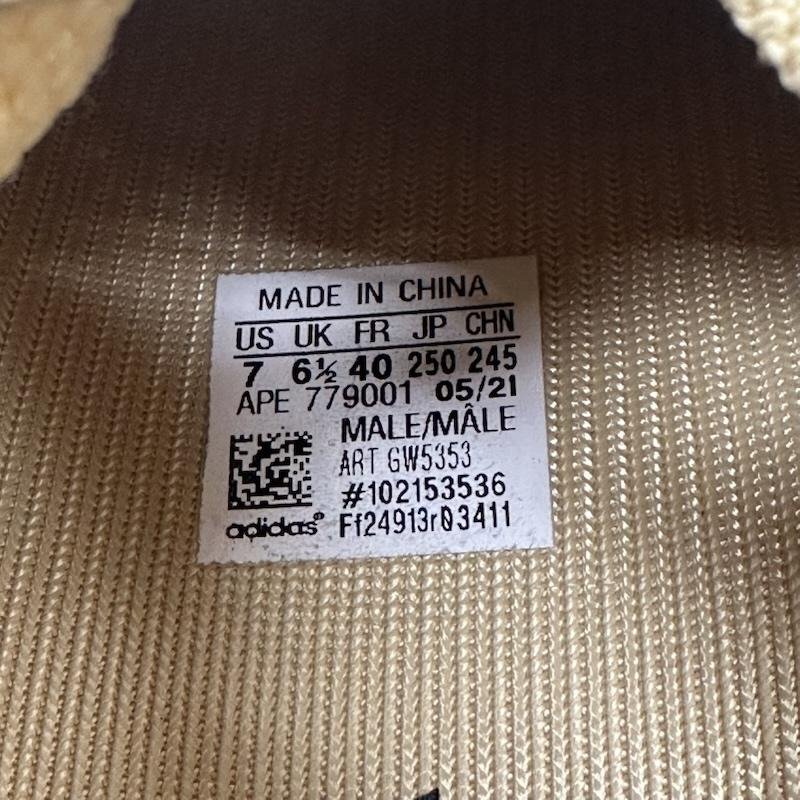 MADE IN CHINA
US UK FR JP CHN
7 6½ 40 250 245
APE 779001 05/21
MALE/MÂLE
ART GW5353
#102153536
adidas® Ff24913r03411